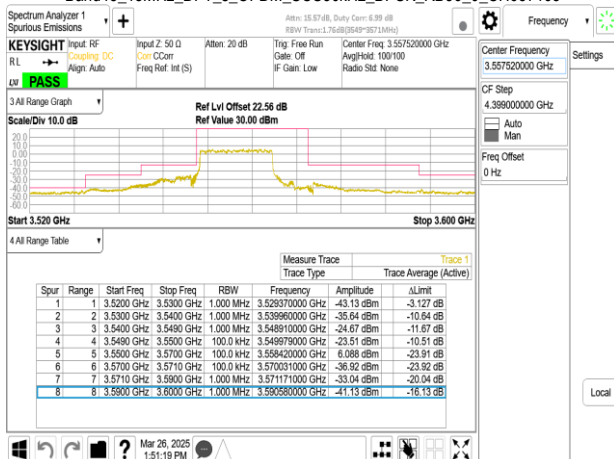 Spectrum Analyzer 1
Spurious Emissions
+
Attn: 15.57dB, Duty Corr: 6.99 dB
RBW Trans:1.76dB(3549~3571MHz)
Frequency
KEYSIGHT
RL
LXI
PASS
Input: RF
Coupling: DC
Align: Auto
Input Z: 50 Ω
Corr CCorr
Freq Ref: Int (S)
Atten: 20 dB
Trig: Free Run
Gate: Off
IF Gain: Low
Center Freq: 3.557520000 GHz
Avg|Hold: 100/100
Radio Std: None
Center Frequency
3.557520000 GHz
Settings
CF Step
4.399000000 GHz
Auto
Man
Freq Offset
0 Hz
3 All Range Graph
Scale/Div 10.0 dB
Ref Lvl Offset 22.56 dB
Ref Value 30.00 dBm
20.0
10.0
0.00
-10.0
-20.0
-30.0
-40.0
-50.0
-60.0
Start 3.520 GHz
Stop 3.600 GHz
4 All Range Table
Measure Trace Trace 1
Trace Type Trace Average (Active)
Spur Range Start Freq Stop Freq RBW Frequency Amplitude ΔLimit
1 1 3.5200 GHz 3.5300 GHz 1.000 MHz 3.529370000 GHz -43.13 dBm -3.127 dB
2 2 3.5300 GHz 3.5400 GHz 1.000 MHz 3.539960000 GHz -35.64 dBm -10.64 dB
3 3 3.5400 GHz 3.5490 GHz 1.000 MHz 3.548910000 GHz -24.67 dBm -11.67 dB
4 4 3.5490 GHz 3.5500 GHz 100.0 kHz 3.549979000 GHz -23.51 dBm -10.51 dB
5 5 3.5500 GHz 3.5700 GHz 100.0 kHz 3.558420000 GHz 6.088 dBm -23.91 dB
6 6 3.5700 GHz 3.5710 GHz 100.0 kHz 3.570031000 GHz -36.92 dBm -23.92 dB
7 7 3.5710 GHz 3.5900 GHz 1.000 MHz 3.571171000 GHz -33.04 dBm -20.04 dB
8 8 3.5900 GHz 3.6000 GHz 1.000 MHz 3.590580000 GHz -41.13 dBm -16.13 dB
Local
?
Mar 26, 2025
1:51:19 PM